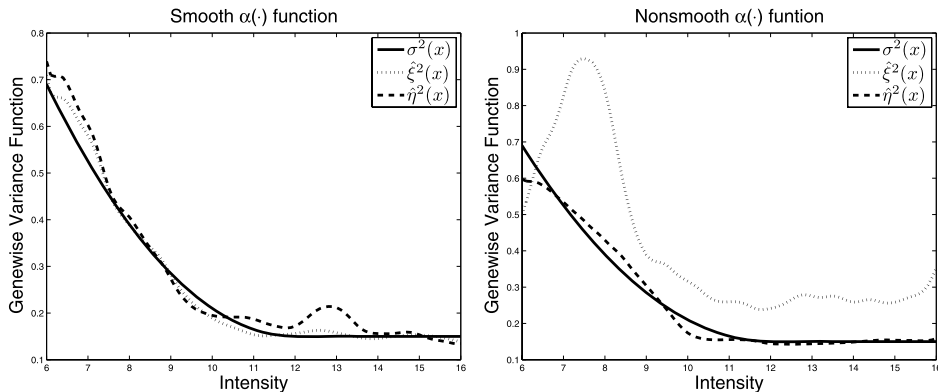 Smooth α(·) function
0.8
0.7
0.6
0.5
0.4
0.3
0.2
0.1
Genewise Variance Function
σ²(x)
ξ̂²(x)
η̂²(x)
6 7 8 9 10 11 12 13 14 15 16
Intensity
Nonsmooth α(·) funtion
1
0.9
0.8
0.7
0.6
0.5
0.4
0.3
0.2
0.1
Genewise Variance Function
σ²(x)
ξ̂²(x)
η̂²(x)
6 7 8 9 10 11 12 13 14 15 16
Intensity